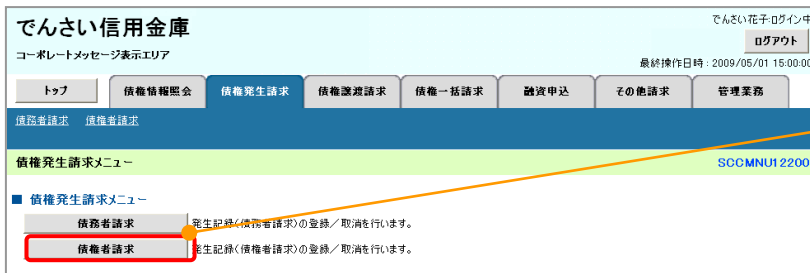 でんさい信用金庫
コーポレートメッセージ表示エリア
でんさい花子:ログイン中
ログアウト
最終操作日時：2009/05/01 15:00:00
トップ 債権情報照会 債権発生請求 債権譲渡請求 債権一括請求 融資申込 その他請求 管理業務
債務者請求 債権者請求
債権発生請求メニュー SCCMNU12200
■ 債権発生請求メニュー
債務者請求 発生記録(債務者請求)の登録／取消を行います。
債権者請求 発生記録(債権者請求)の登録／取消を行います。